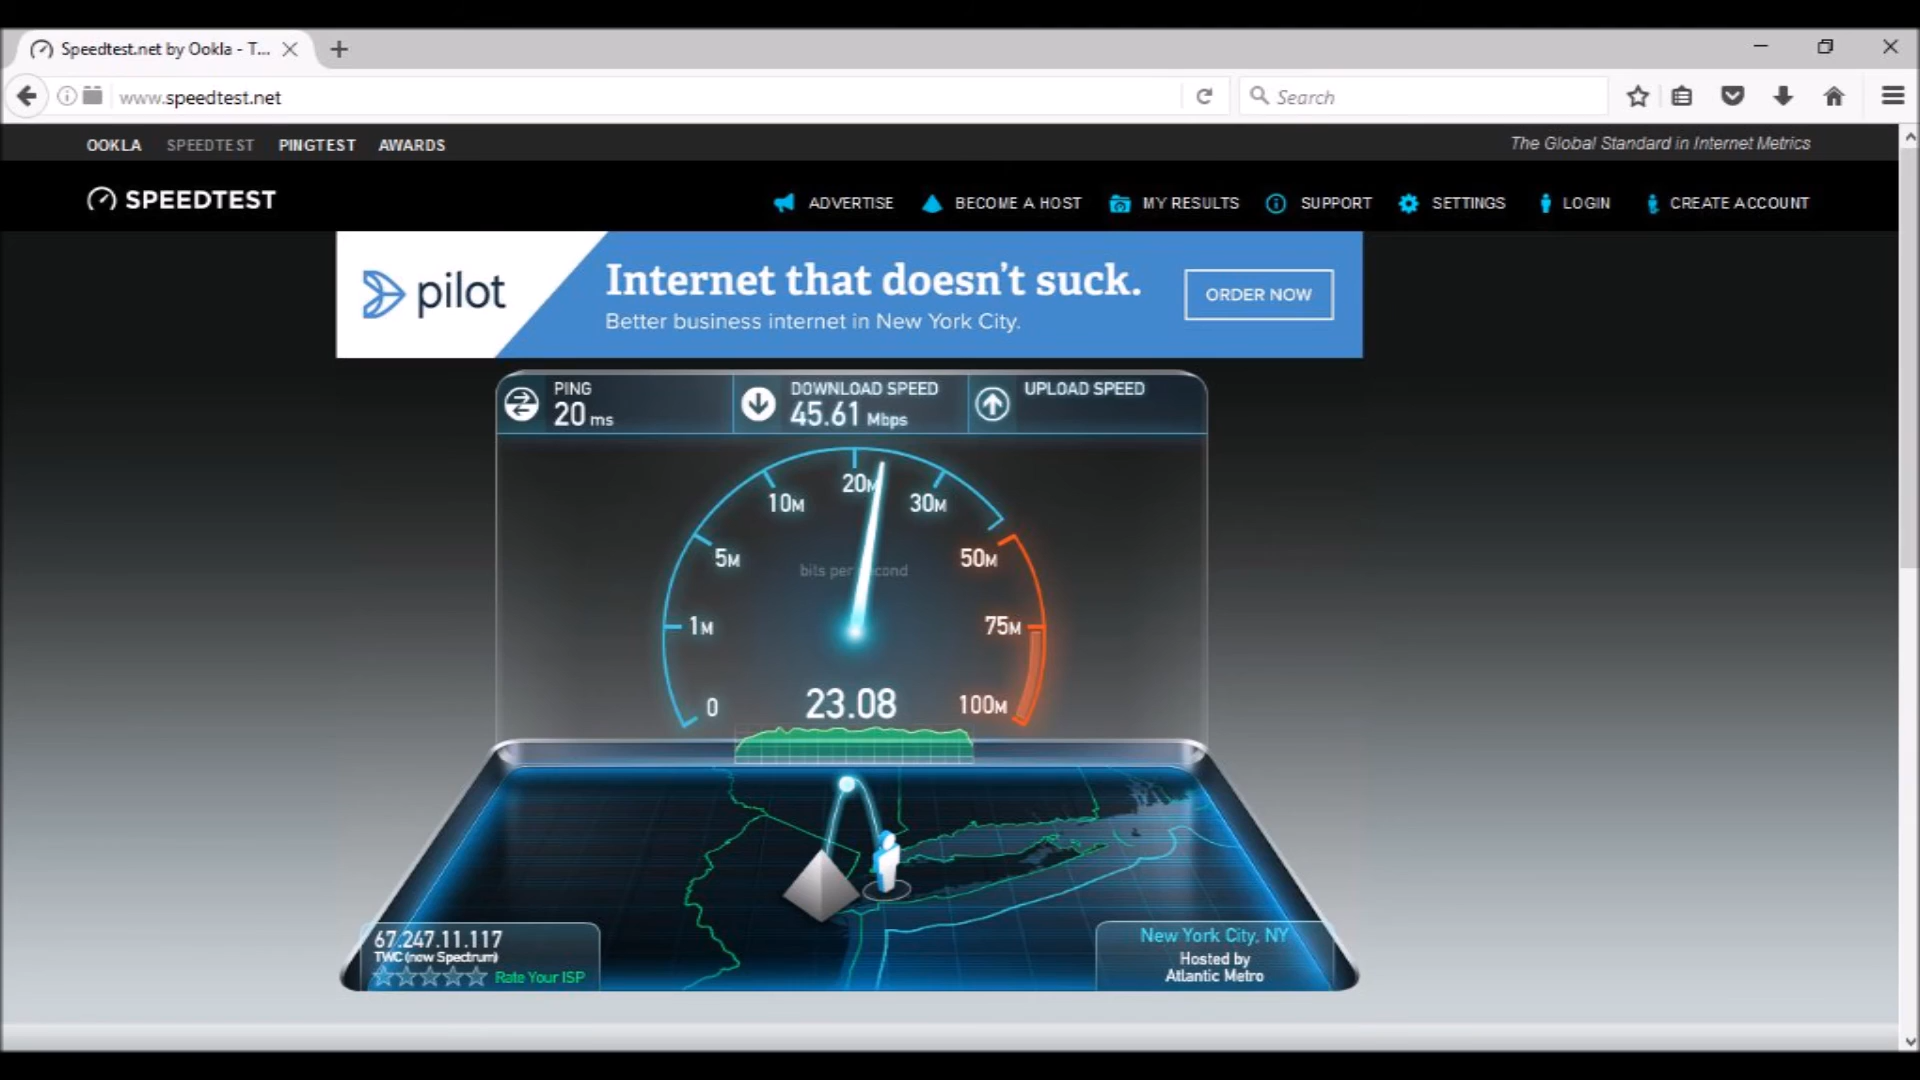 Speedtest.net by Ookla - T...
www.speedtest.net
Search
OOKLA SPEEDTEST PINGTEST AWARDS
The Global Standard in Internet Metrics
SPEEDTEST
ADVERTISE BECOME A HOST MY RESULTS SUPPORT SETTINGS LOGIN CREATE ACCOUNT
pilot
Internet that doesn't suck.
Better business internet in New York City.
ORDER NOW
PING
20 ms
DOWNLOAD SPEED
45.61 Mbps
UPLOAD SPEED
20M
10M 30M
5M 50M
bits per second
1M 75M
0 23.08 100M
67.247.11.117
TWC (now Spectrum)
Rate Your ISP
New York City, NY
Hosted by
Atlantic Metro